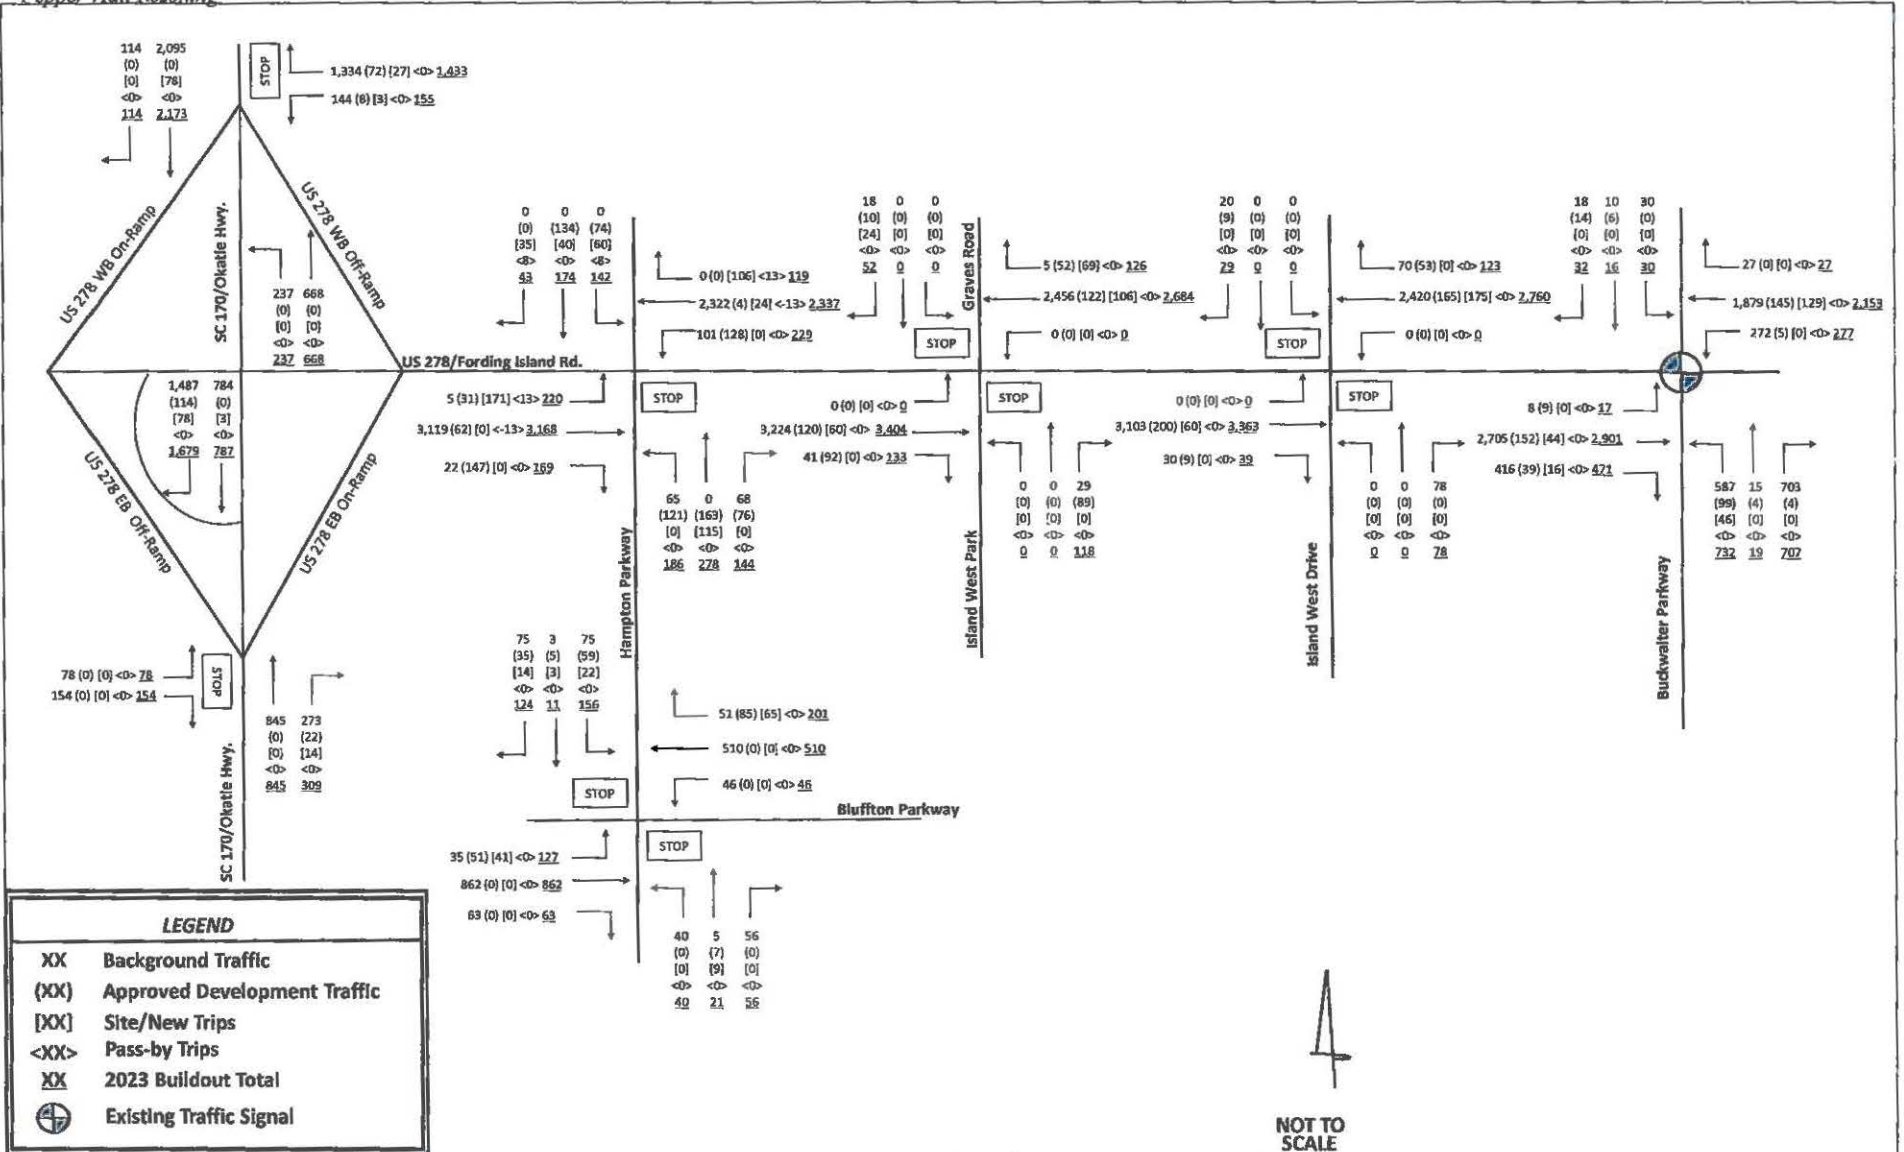 114 2,095
(0) (0)
[0] [78]
<0> <0>
114 2,173
STOP
1,334 (72) [27] <0> 1,433
144 (8) [3] <0> 155
US 278 WB On-Ramp
SC 170/Okatie Hwy.
US 278 WB Off-Ramp
237 668
(0) (0)
[0] [0]
<0> <0>
237 668
1,487 784
(114) (0)
[78] [3]
<0> <0>
1,679 787
US 278 EB Off-Ramp
US 278 EB On-Ramp
78 (0) [0] <0> 78
154 (0) [0] <0> 154
STOP
845 273
(0) (22)
[0] [14]
<0> <0>
845 309
SC 170/Okatie Hwy.
US 278/Fording Island Rd.
0 0 0
(0) (134) (74)
[35] [40] [60]
<8> <0> <8>
43 174 142
0 (0) [106] <13> 119
2,322 (4) [24] <-13> 2,337
101 (128) [0] <0> 229
5 (31) [171] <13> 220
3,119 (62) [0] <-13> 3,168
22 (147) [0] <0> 169
STOP
65 0 68
(121) (163) (76)
[0] [115] [0]
<0> <0> <0>
186 278 144
Hampton Parkway
18 0 0
(10) (0) (0)
[24] [0] [0]
<0> <0> <0>
52 0 0
Graves Road
STOP
5 (52) [69] <0> 126
2,456 (122) [106] <0> 2,684
0 (0) [0] <0> 0
0 (0) [0] <0> 0
3,224 (120) [60] <0> 3,404
41 (92) [0] <0> 133
STOP
0 0 29
[0] (0) (89)
[0] [0] [0]
<0> <0> <0>
0 0 118
Island West Park
20 0 0
(9) (0) (0)
[0] [0] [0]
<0> <0> <0>
29 0 0
STOP
70 (53) [0] <0> 123
2,420 (165) [175] <0> 2,760
0 (0) [0] <0> 0
0 (0) [0] <0> 0
3,103 (200) [60] <0> 3,363
30 (9) [0] <0> 39
STOP
0 0 78
(0) (0) (0)
[0] [0] [0]
<0> <0> <0>
0 0 78
Island West Drive
18 10 30
(14) (6) (0)
[0] [0] [0]
<0> <0> <0>
32 16 30
27 (0) [0] <0> 27
1,879 (145) [129] <0> 2,153
272 (5) [0] <0> 277
8 (9) [0] <0> 17
2,705 (152) [44] <0> 2,901
416 (39) [16] <0> 471
587 15 703
(99) (4) (4)
[46] [0] [0]
<0> <0> <0>
732 19 707
Buckwalter Parkway
75 3 75
(35) (5) (59)
[14] [3] [22]
<0> <0> <0>
124 11 156
STOP
51 (85) [65] <0> 201
510 (0) [0] <0> 510
46 (0) [0] <0> 46
Bluffton Parkway
35 (51) [41] <0> 127
862 (0) [0] <0> 862
63 (0) [0] <0> 63
STOP
40 5 56
(0) (7) (0)
[0] [9] [0]
<0> <0> <0>
40 21 56
LEGEND
XX Background Traffic
(XX) Approved Development Traffic
[XX] Site/New Trips
<XX> Pass-by Trips
XX 2023 Buildout Total
Existing Traffic Signal
NOT TO
SCALE